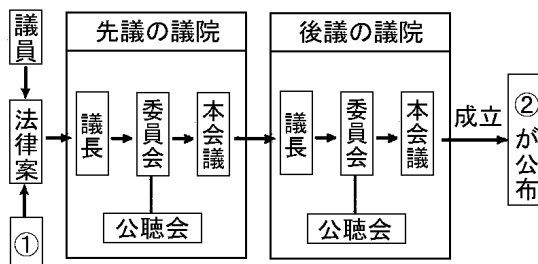 議員
法律案
①
先議の議院
議長
委員会
本会議
公聴会
後議の議院
議長
委員会
本会議
公聴会
成立
②が公布